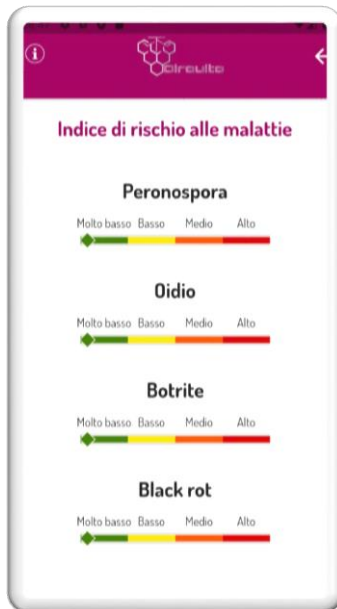 circuito
Indice di rischio alle malattie
Peronospora
Molto basso Basso Medio Alto
Oidio
Molto basso Basso Medio Alto
Botrite
Molto basso Basso Medio Alto
Black rot
Molto basso Basso Medio Alto